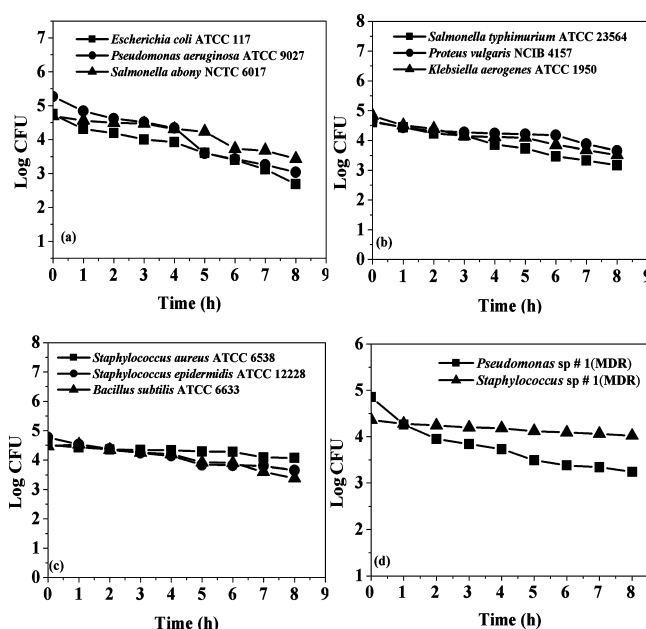 Escherichia coli ATCC 117
Pseudomonas aeruginosa ATCC 9027
Salmonella abony NCTC 6017
7
6
5
4
3
2
1
Log CFU
(a)
0 1 2 3 4 5 6 7 8 9
Time (h)
Salmonella typhimurium ATCC 23564
Proteus vulgaris NCIB 4157
Klebsiella aerogenes ATCC 1950
8
7
6
5
4
3
2
1
0
Log CFU
(b)
0 1 2 3 4 5 6 7 8 9
Time (h)
Staphylococcus aureus ATCC 6538
Staphylococcus epidermidis ATCC 12228
Bacillus subtilis ATCC 6633
8
7
6
5
4
3
2
1
0
Log CFU
(c)
0 1 2 3 4 5 6 7 8 9
Time (h)
Pseudomonas sp # 1(MDR)
Staphylococcus sp # 1(MDR)
6
5
4
3
2
1
Log CFU
(d)
0 1 2 3 4 5 6 7 8 9
Time (h)